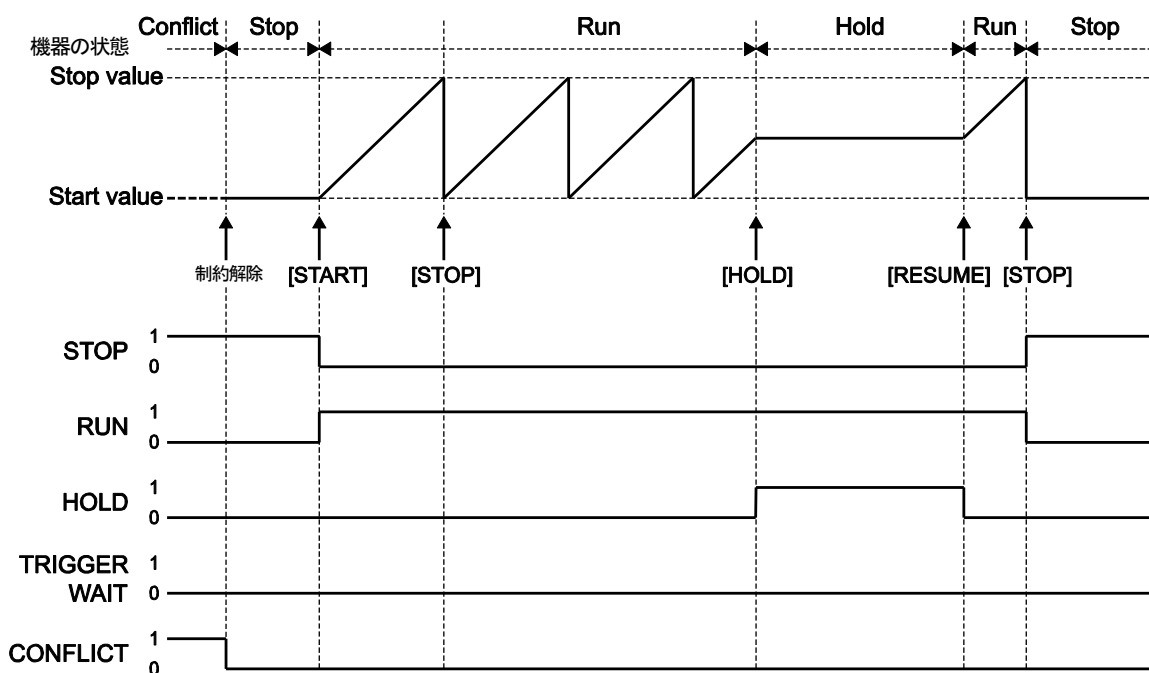 Conflict Stop Run Hold Run Stop
機器の状態
Stop value
Start value
制約解除 [START] [STOP] [HOLD] [RESUME] [STOP]
1
STOP
0
1
RUN
0
1
HOLD
0
TRIGGER 1
WAIT 0
1
CONFLICT
0